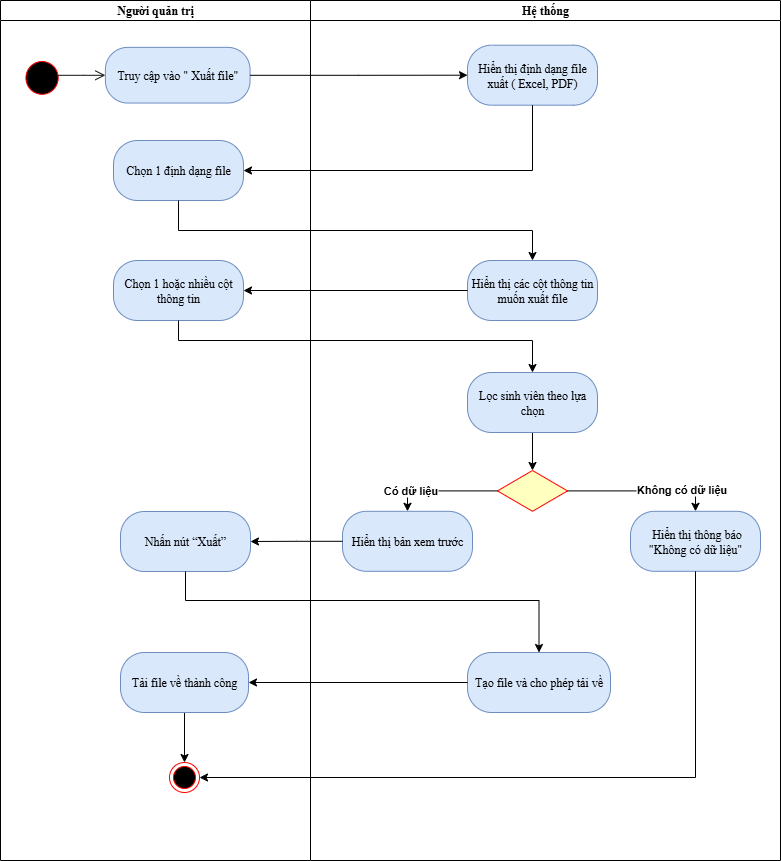 Người quản trị
Hệ thống
Truy cập vào " Xuất file"
Hiển thị định dạng file
xuất ( Excel, PDF)
Chọn 1 định dạng file
Chọn 1 hoặc nhiều cột
thông tin
Hiển thị các cột thông tin
muốn xuất file
Lọc sinh viên theo lựa
chọn
Có dữ liệu
Không có dữ liệu
Nhấn nút “Xuất”
Hiển thị bản xem trước
Hiển thị thông báo
"Không có dữ liệu"
Tải file về thành công
Tạo file và cho phép tải về